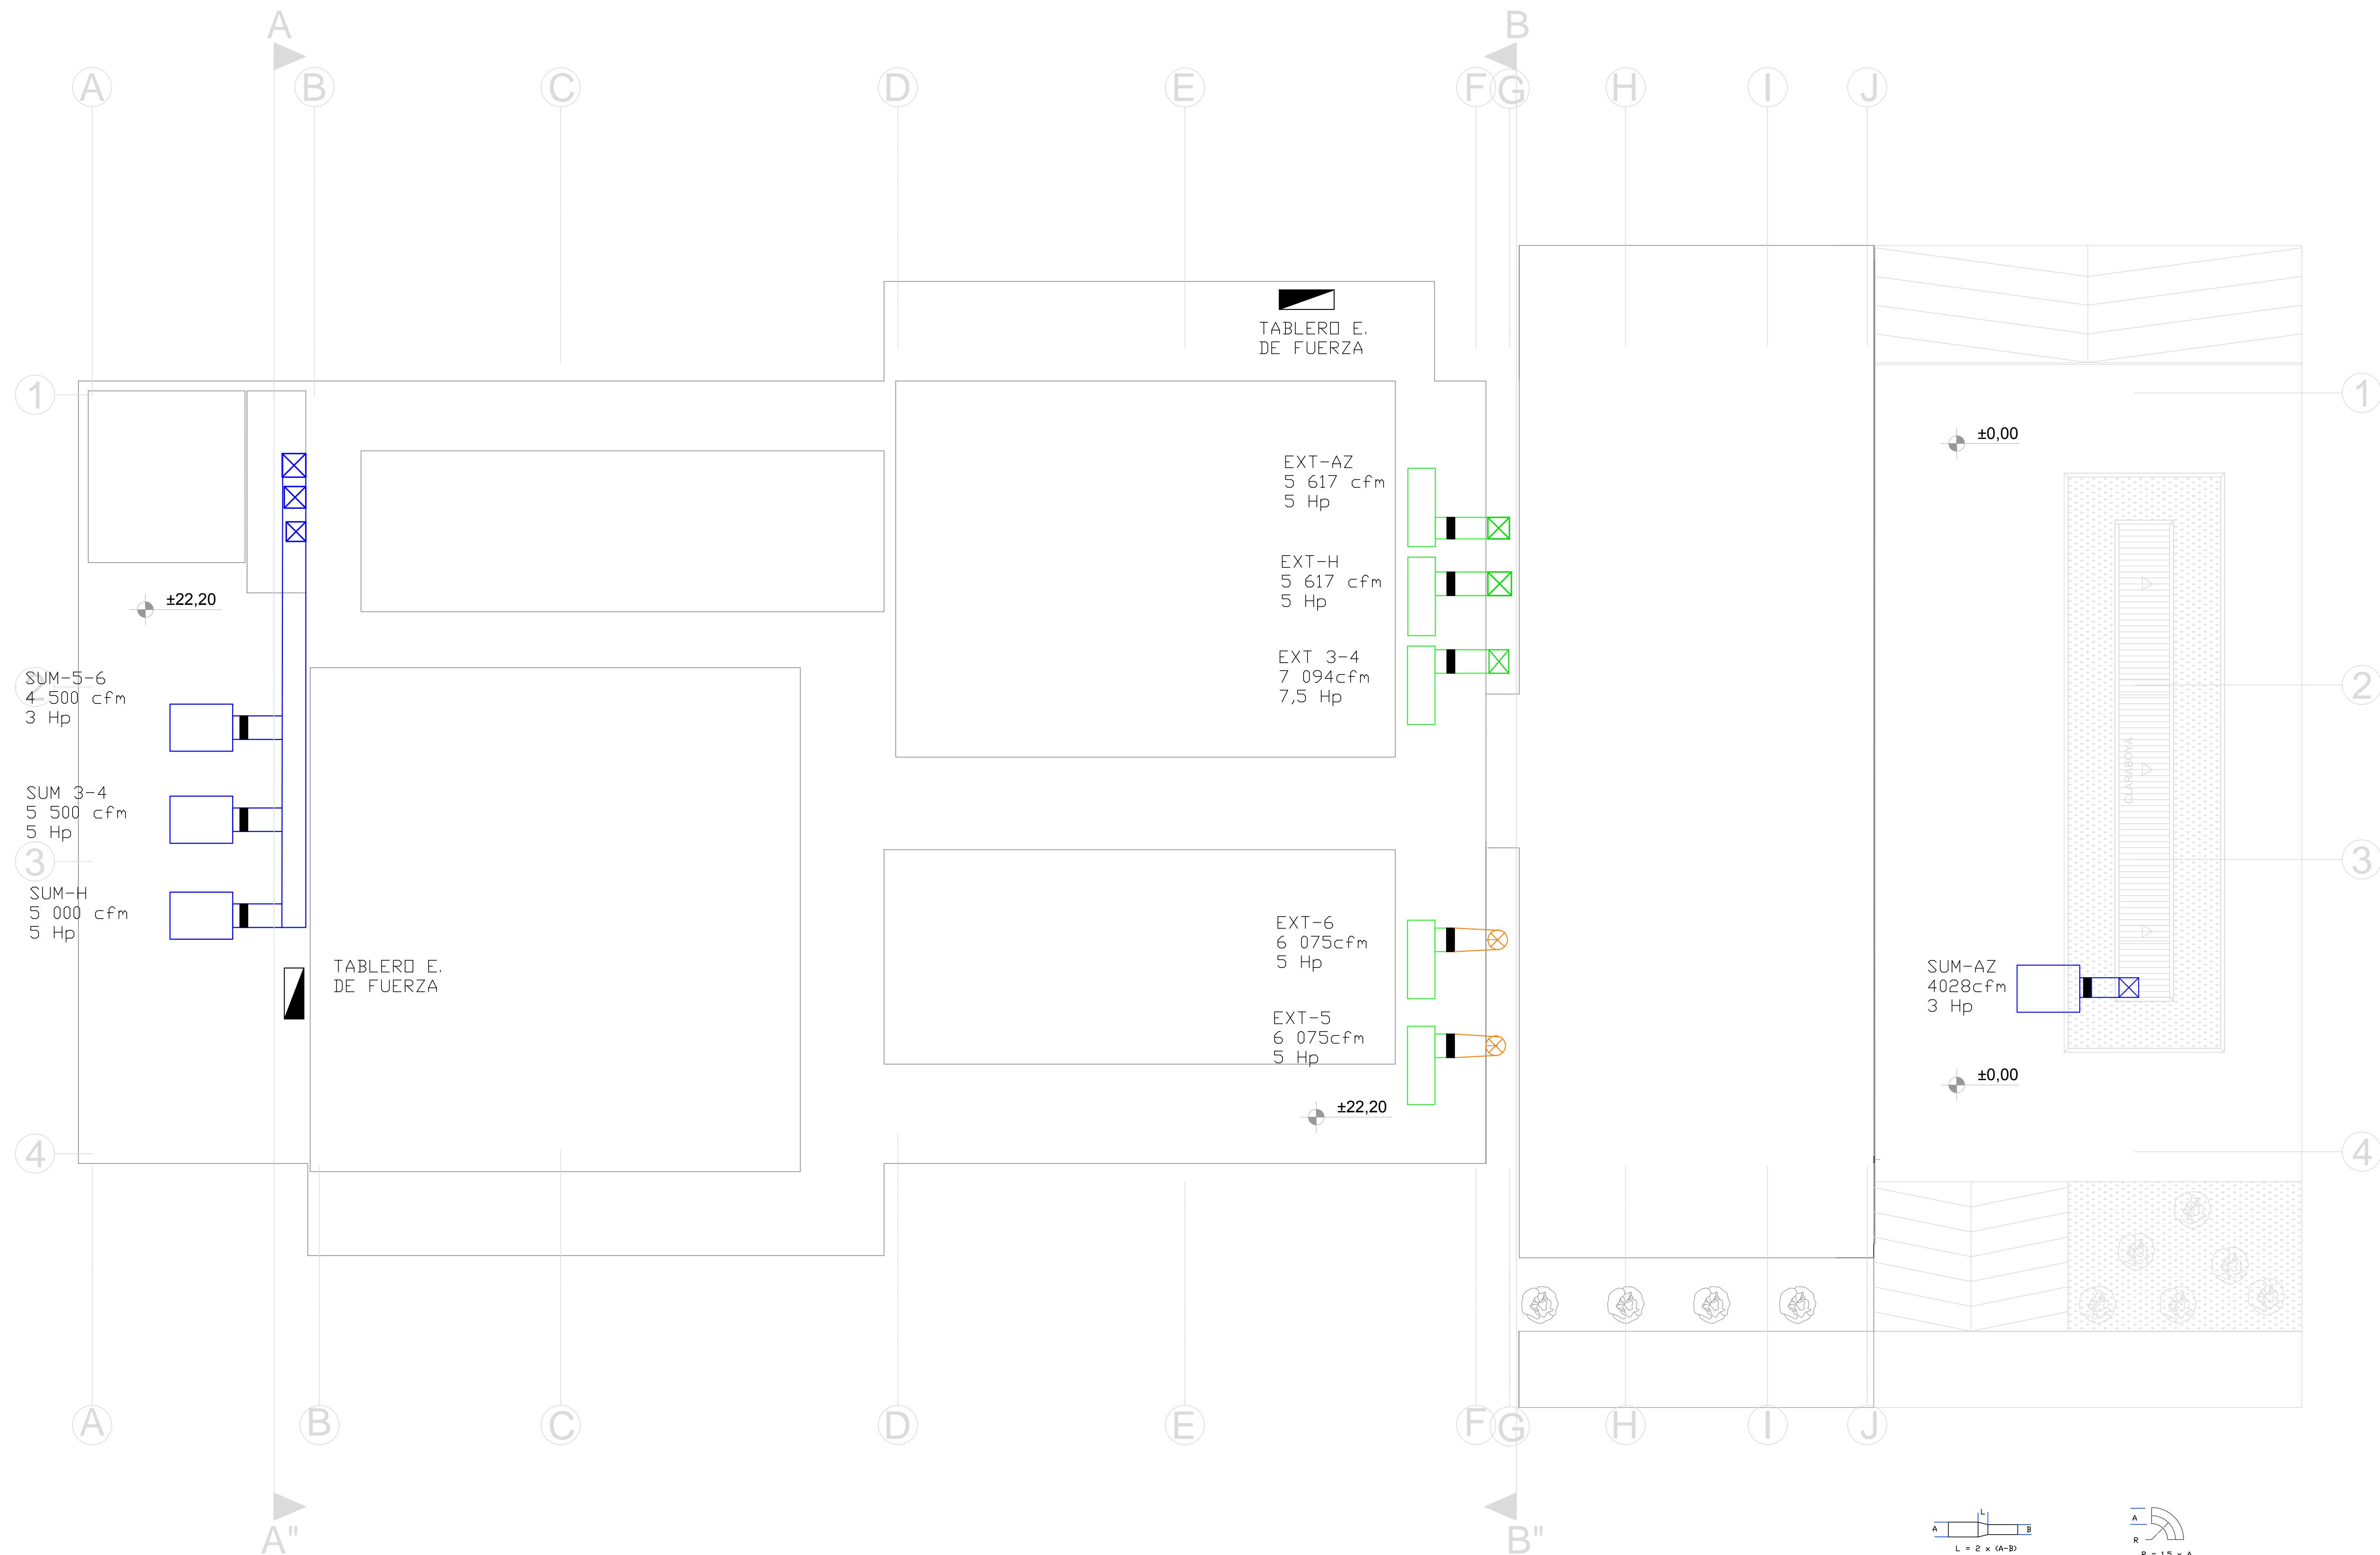 A
B
A
B
C
D
E
F
G
H
I
J
TABLERO E.
DE FUERZA
1
1
±0,00
EXT-AZ
5 617 cfm
5 Hp
EXT-H
5 617 cfm
5 Hp
±22,20
EXT 3-4
7 094cfm
7,5 Hp
SUM-5-6
4 500 cfm
3 Hp
2
2
CLARABOYA
SUM 3-4
5 500 cfm
5 Hp
3
3
SUM-H
5 000 cfm
5 Hp
EXT-6
6 075cfm
5 Hp
TABLERO E.
DE FUERZA
SUM-AZ
4028cfm
3 Hp
EXT-5
6 075cfm
5 Hp
±0,00
±22,20
4
4
A
B
C
D
E
F
G
H
I
J
A"
B"
L
A
B
L = 2 x (A-B)
A
R
R = 1.5 x A